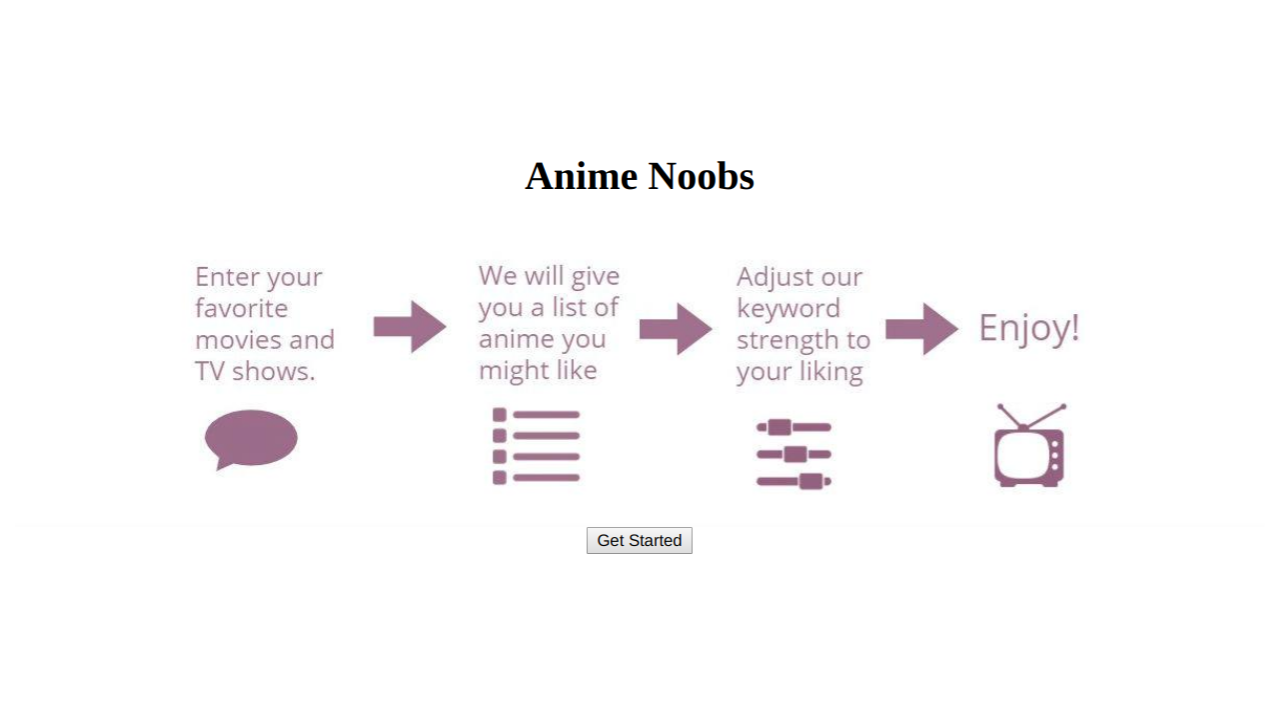 Anime Noobs
Enter your
favorite
movies and
TV shows.
We will give
you a list of
anime you
might like
Adjust our
keyword
strength to
your liking
Enjoy!
Get Started